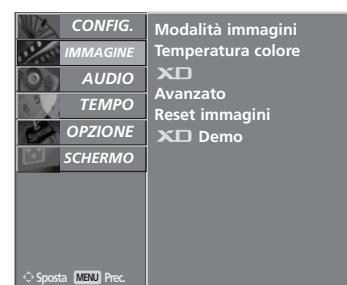 CONFIG.
IMMAGINE
AUDIO
TEMPO
OPZIONE
SCHERMO
Modalità immagini
Temperatura colore
XD
Avanzato
Reset immagini
XD Demo
Sposta MENU Prec.